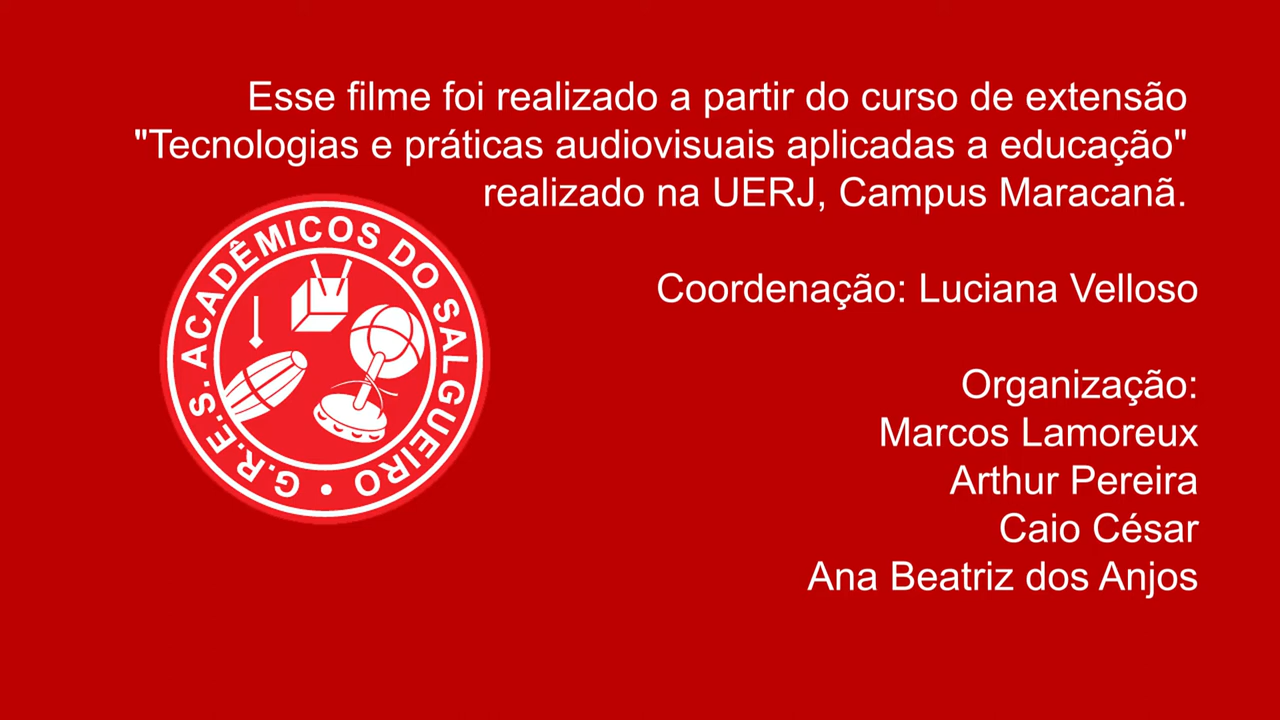 Esse filme foi realizado a partir do curso de extensão
"Tecnologias e práticas audiovisuais aplicadas a educação"
realizado na UERJ, Campus Maracanã.
G.R.E.S. ACADÊMICOS DO SALGUEIRO •
Coordenação: Luciana Velloso
Organização:
Marcos Lamoreux
Arthur Pereira
Caio César
Ana Beatriz dos Anjos